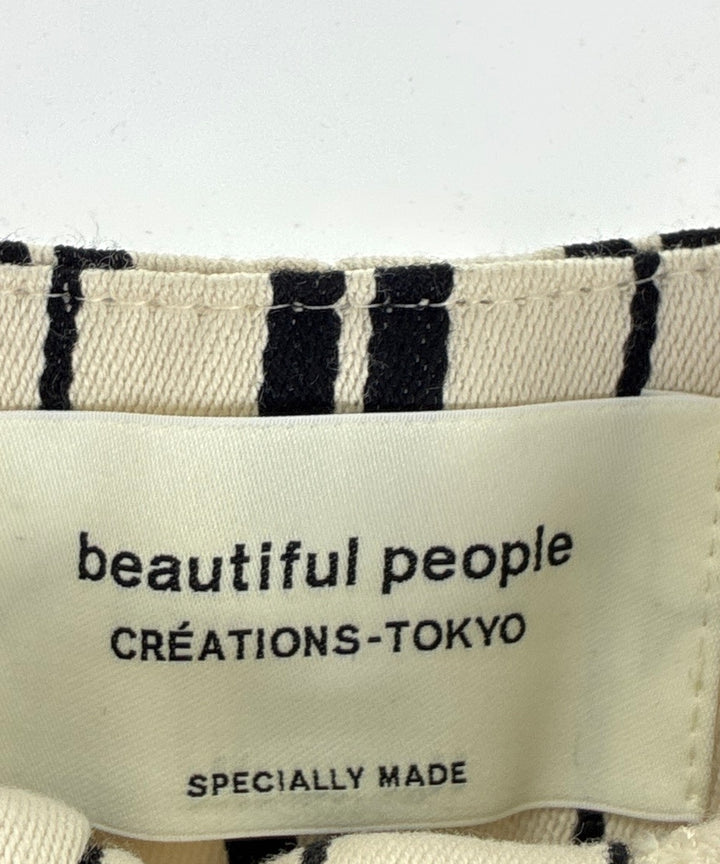 beautiful people
CRÉATIONS-TOKYO
SPECIALLY MADE